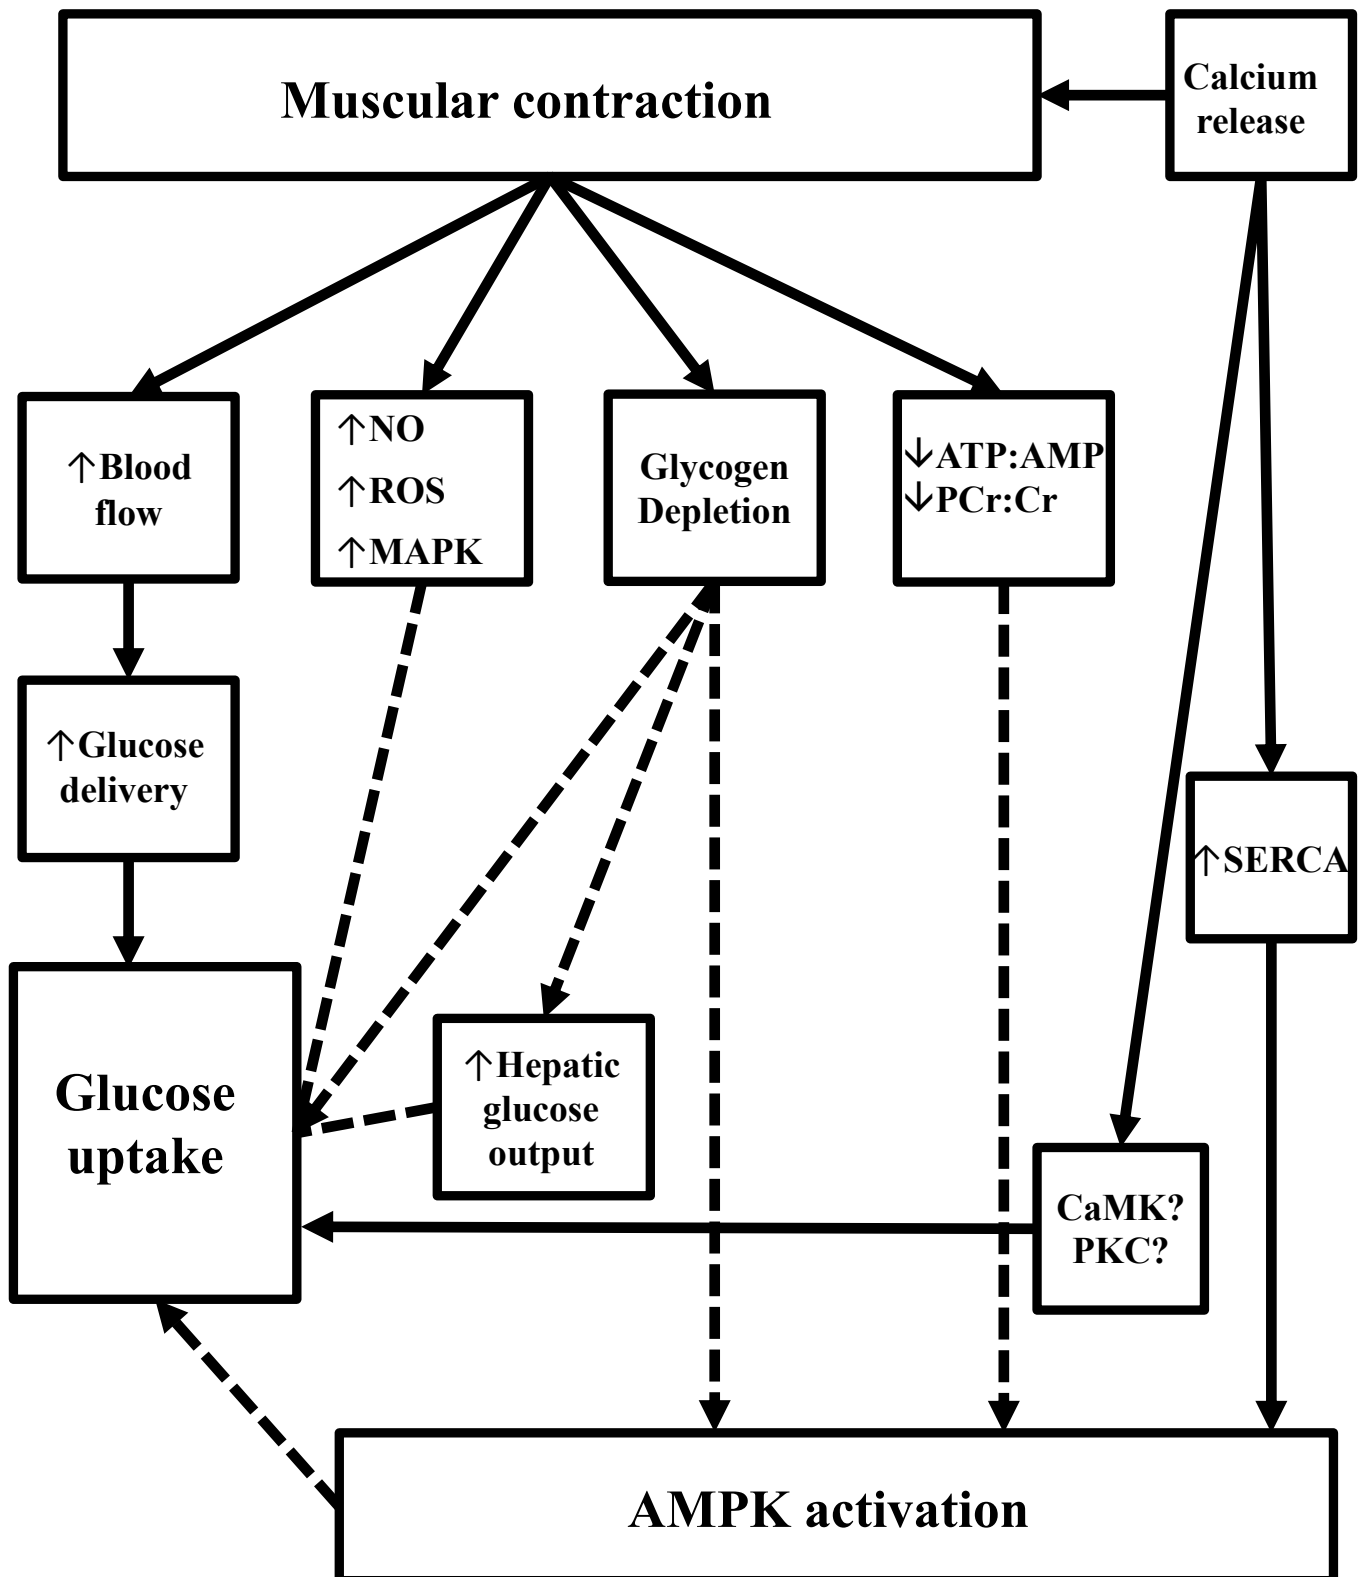 Muscular contraction
Calcium
release
↑Blood
flow
↑NO
↑ROS
↑MAPK
Glycogen
Depletion
↓ATP:AMP
↓PCr:Cr
↑Glucose
delivery
↑SERCA
Glucose
uptake
↑Hepatic
glucose
output
CaMK?
PKC?
AMPK activation